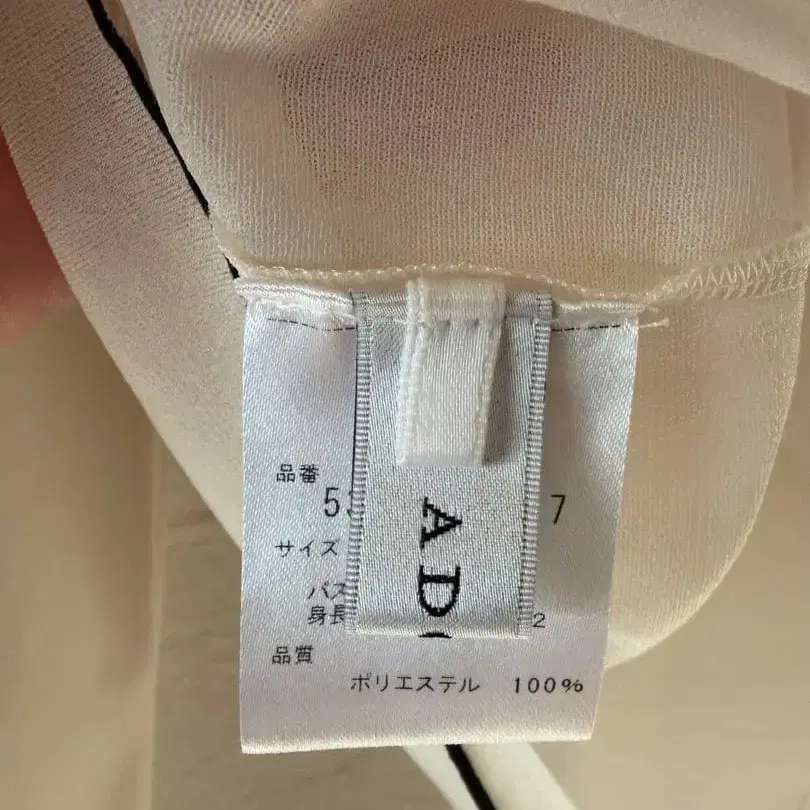 品番
5 7
サイズ
バス
身長 2
品質
ポリエステル 100%
AD